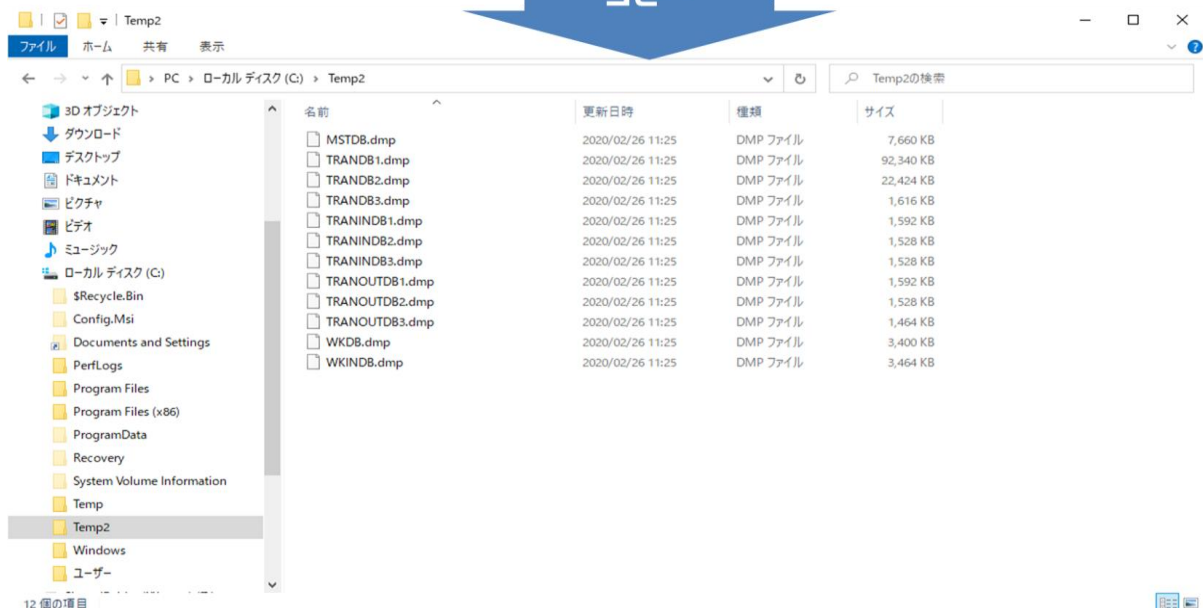 Temp2
ファイル ホーム 共有 表示
PC › ローカル ディスク (C:) › Temp2
Temp2の検索
3D オブジェクト
ダウンロード
デスクトップ
ドキュメント
ピクチャ
ビデオ
ミュージック
ローカル ディスク (C:)
$Recycle.Bin
Config.Msi
Documents and Settings
PerfLogs
Program Files
Program Files (x86)
ProgramData
Recovery
System Volume Information
Temp
Temp2
Windows
ユーザー
名前 更新日時 種類 サイズ
MSTDB.dmp 2020/02/26 11:25 DMP ファイル 7,660 KB
TRANDB1.dmp 2020/02/26 11:25 DMP ファイル 92,340 KB
TRANDB2.dmp 2020/02/26 11:25 DMP ファイル 22,424 KB
TRANDB3.dmp 2020/02/26 11:25 DMP ファイル 1,616 KB
TRANINDB1.dmp 2020/02/26 11:25 DMP ファイル 1,592 KB
TRANINDB2.dmp 2020/02/26 11:25 DMP ファイル 1,528 KB
TRANINDB3.dmp 2020/02/26 11:25 DMP ファイル 1,528 KB
TRANOUTDB1.dmp 2020/02/26 11:25 DMP ファイル 1,592 KB
TRANOUTDB2.dmp 2020/02/26 11:25 DMP ファイル 1,528 KB
TRANOUTDB3.dmp 2020/02/26 11:25 DMP ファイル 1,464 KB
WKDB.dmp 2020/02/26 11:25 DMP ファイル 3,400 KB
WKINDB.dmp 2020/02/26 11:25 DMP ファイル 3,464 KB
12 個の項目